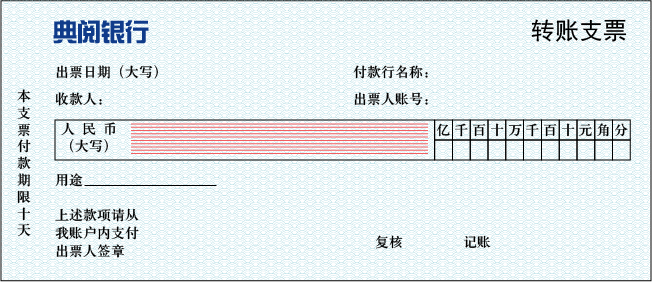 典阅银行
转账支票
出票日期（大写）
付款行名称：
收款人：
出票人账号：
本支票付款期限十天
人民币
（大写）
亿千百十万千百十元角分
用途
上述款项请从
我账户内支付
出票人签章
复核
记账